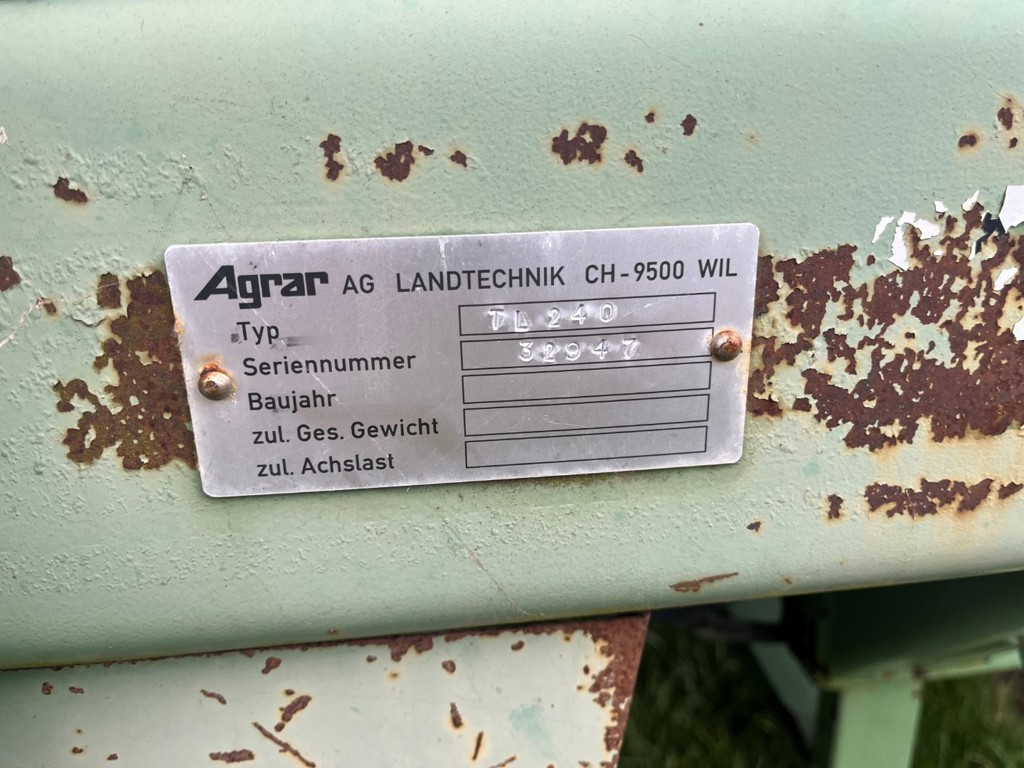 Agrar AG LANDTECHNIK CH-9500 WIL
Typ TL 240
Seriennummer 32947
Baujahr
zul. Ges. Gewicht
zul. Achslast